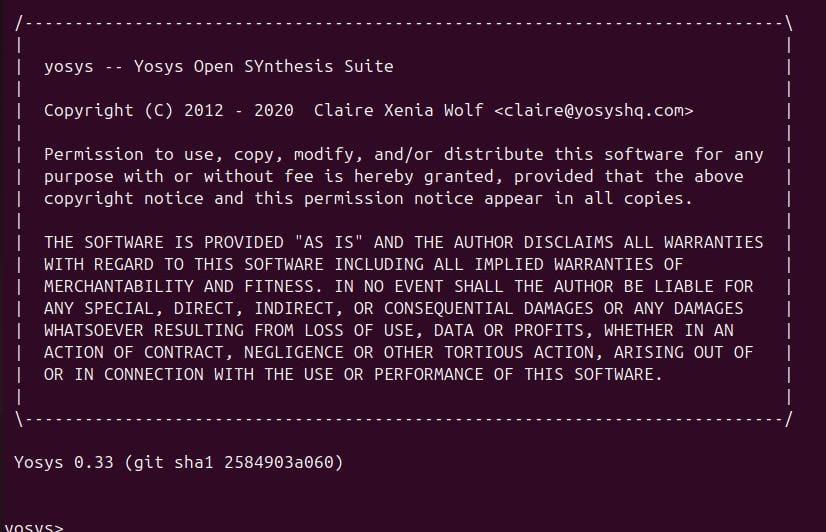 /----------------------------------------------------------------------------\
|                                                                            |
|  yosys -- Yosys Open SYnthesis Suite                                       |
|                                                                            |
|  Copyright (C) 2012 - 2020  Claire Xenia Wolf <claire@yosyshq.com>         |
|                                                                            |
|  Permission to use, copy, modify, and/or distribute this software for any  |
|  purpose with or without fee is hereby granted, provided that the above    |
|  copyright notice and this permission notice appear in all copies.         |
|                                                                            |
|  THE SOFTWARE IS PROVIDED "AS IS" AND THE AUTHOR DISCLAIMS ALL WARRANTIES  |
|  WITH REGARD TO THIS SOFTWARE INCLUDING ALL IMPLIED WARRANTIES OF          |
|  MERCHANTABILITY AND FITNESS. IN NO EVENT SHALL THE AUTHOR BE LIABLE FOR   |
|  ANY SPECIAL, DIRECT, INDIRECT, OR CONSEQUENTIAL DAMAGES OR ANY DAMAGES    |
|  WHATSOEVER RESULTING FROM LOSS OF USE, DATA OR PROFITS, WHETHER IN AN     |
|  ACTION OF CONTRACT, NEGLIGENCE OR OTHER TORTIOUS ACTION, ARISING OUT OF   |
|  OR IN CONNECTION WITH THE USE OR PERFORMANCE OF THIS SOFTWARE.            |
|                                                                            |
\----------------------------------------------------------------------------/
Yosys 0.33 (git sha1 2584903a060)
yosys>